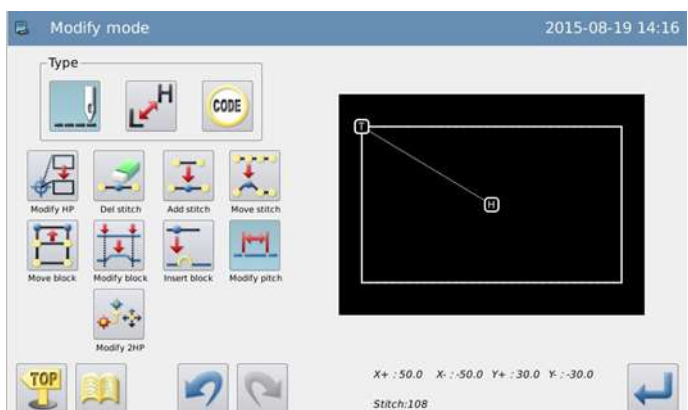 Modify mode
2015-08-19 14:16
Type
L H
CODE
Modify HP Del stitch Add stitch Move stitch
Move block Modify block Insert block Modify pitch
Modify 2HP
T
H
TOP
X+ : 50.0 X- : -50.0 Y+ : 30.0 Y- : -30.0
Stitch:108